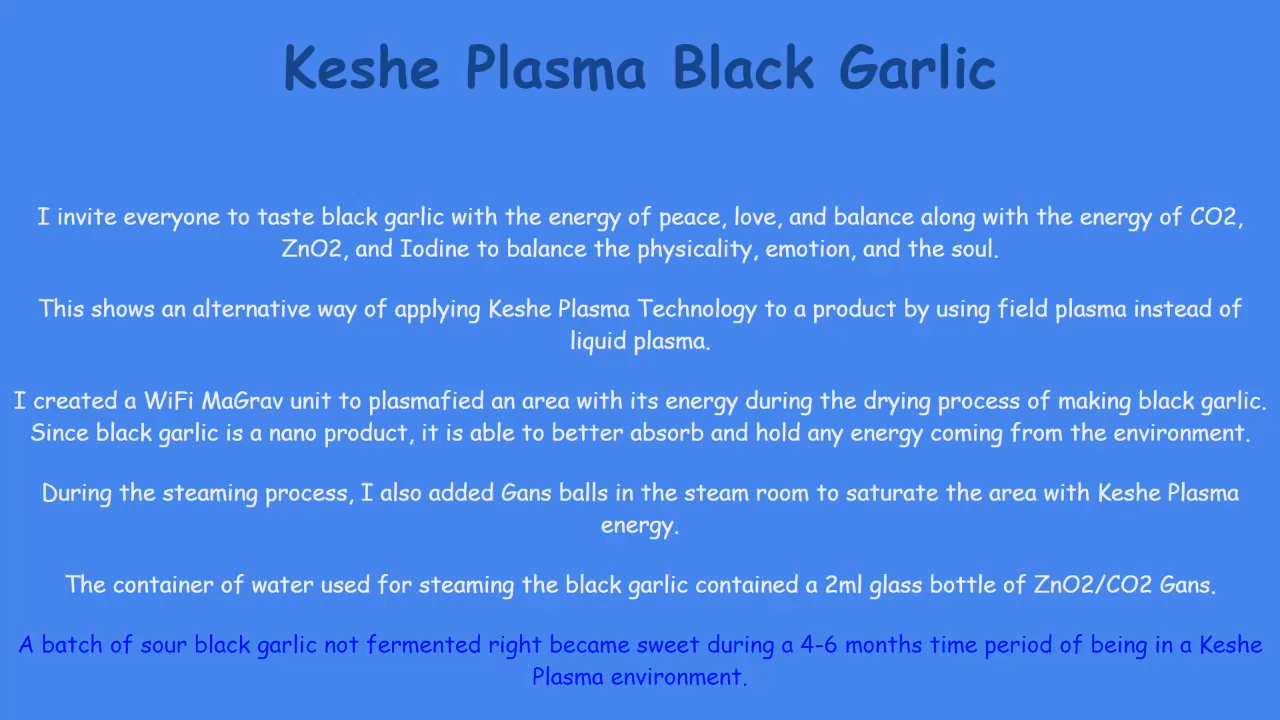 Keshe Plasma Black Garlic
I invite everyone to taste black garlic with the energy of peace, love, and balance along with the energy of CO2,
ZnO2, and Iodine to balance the physicality, emotion, and the soul.
This shows an alternative way of applying Keshe Plasma Technology to a product by using field plasma instead of
liquid plasma.
I created a WiFi MaGrav unit to plasmafied an area with its energy during the drying process of making black garlic.
Since black garlic is a nano product, it is able to better absorb and hold any energy coming from the environment.
During the steaming process, I also added Gans balls in the steam room to saturate the area with Keshe Plasma
energy.
The container of water used for steaming the black garlic contained a 2ml glass bottle of ZnO2/CO2 Gans.
A batch of sour black garlic not fermented right became sweet during a 4-6 months time period of being in a Keshe
Plasma environment.